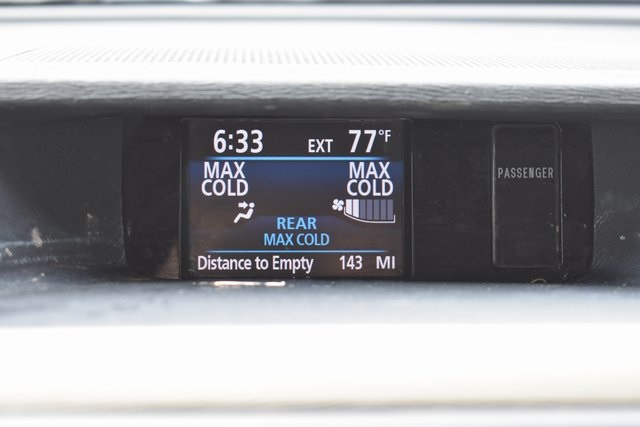 6:33 EXT 77°F
MAX COLD MAX COLD
REAR
MAX COLD
Distance to Empty 143 MI
PASSENGER